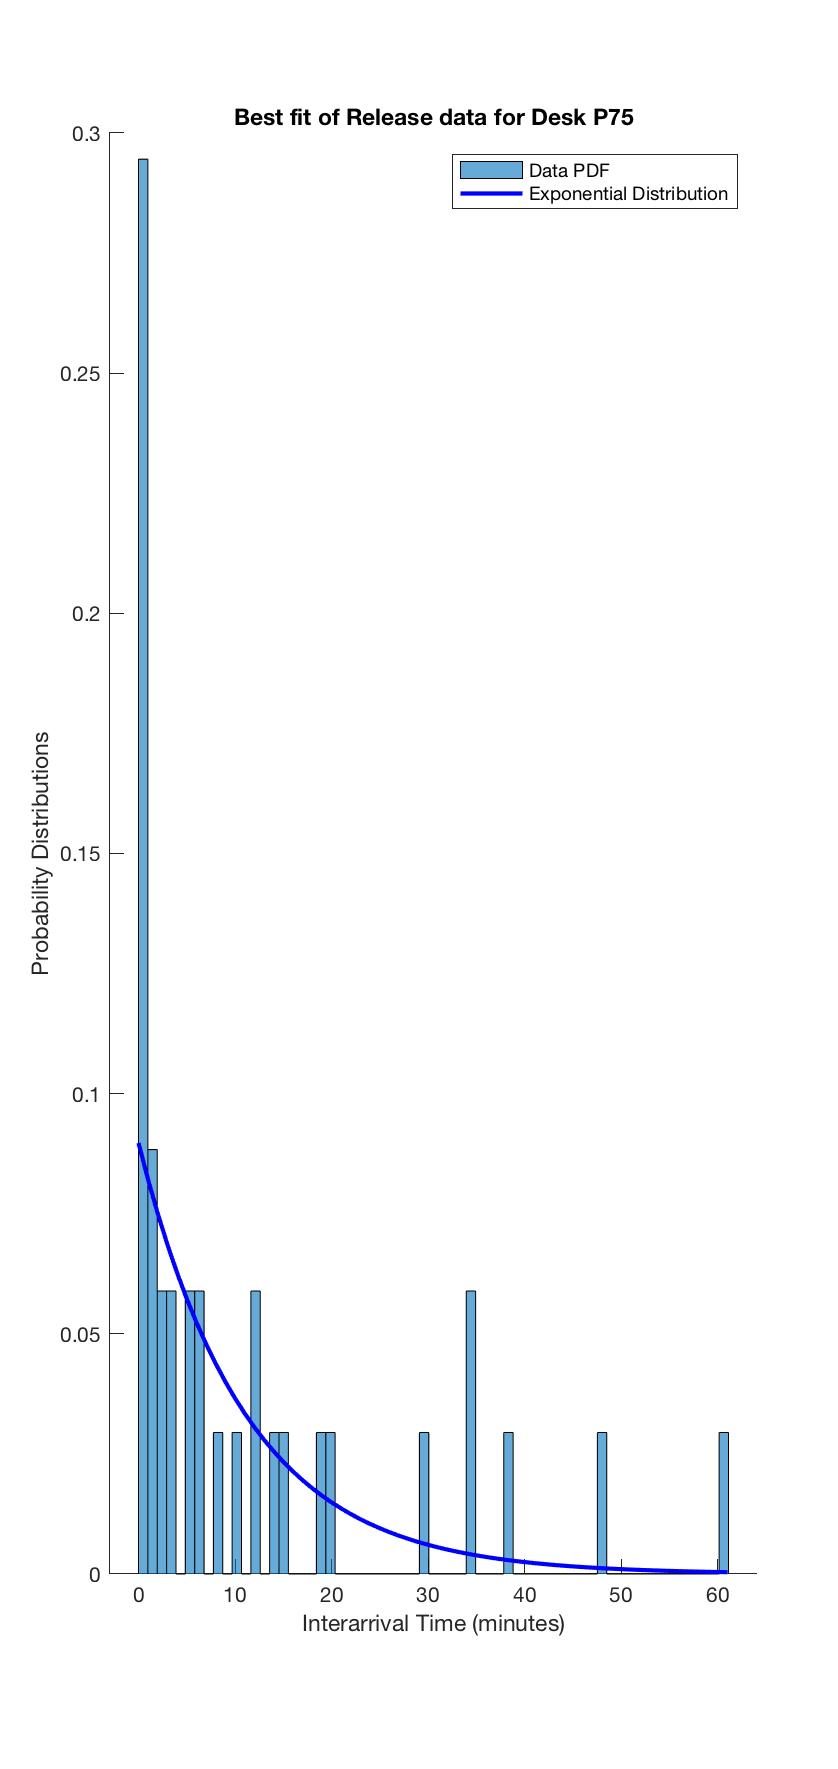 Best fit of Release data for Desk P75
Data PDF
Exponential Distribution
0.3
0.25
0.2
0.15
0.1
0.05
0
Probability Distributions
0 10 20 30 40 50 60
Interarrival Time (minutes)